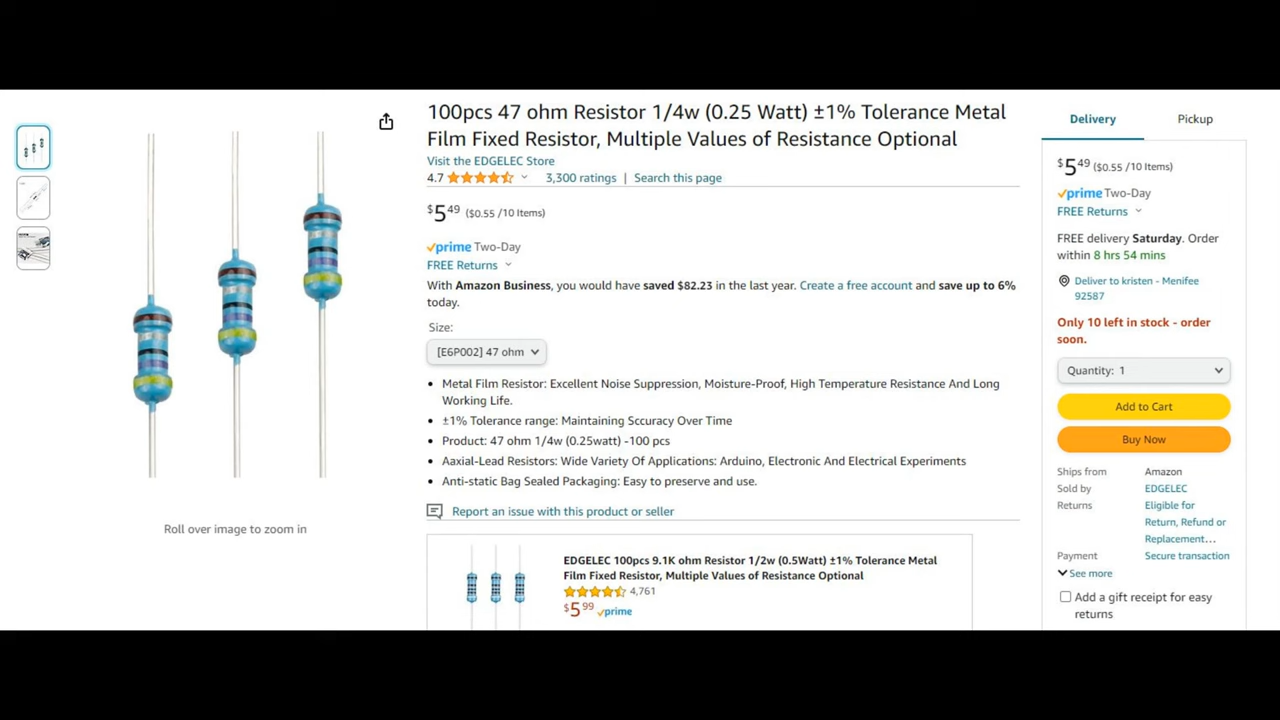 100pcs 47 ohm Resistor 1/4w (0.25 Watt) ±1% Tolerance Metal
Film Fixed Resistor, Multiple Values of Resistance Optional
Visit the EDGELEC Store
4.7
3,300 ratings | Search this page
$5 49 ($0.55 /10 Items)
prime Two-Day
FREE Returns
With Amazon Business, you would have saved $82.23 in the last year. Create a free account and save up to 6%
today.
Size:
[E6P002] 47 ohm
• Metal Film Resistor: Excellent Noise Suppression, Moisture-Proof, High Temperature Resistance And Long
Working Life.
• ±1% Tolerance range: Maintaining Sccuracy Over Time
• Product: 47 ohm 1/4w (0.25watt) -100 pcs
• Aaxial-Lead Resistors: Wide Variety Of Applications: Arduino, Electronic And Electrical Experiments
• Anti-static Bag Sealed Packaging: Easy to preserve and use.
Report an issue with this product or seller
EDGELEC 100pcs 9.1K ohm Resistor 1/2w (0.5Watt) ±1% Tolerance Metal
Film Fixed Resistor, Multiple Values of Resistance Optional
4,761
$5 99 prime
Roll over image to zoom in
Delivery
Pickup
$5 49 ($0.55 /10 Items)
prime Two-Day
FREE Returns
FREE delivery Saturday. Order
within 8 hrs 54 mins
Deliver to kristen - Menifee
92587
Only 10 left in stock - order
soon.
Quantity: 1
Add to Cart
Buy Now
Ships from Amazon
Sold by EDGELEC
Returns Eligible for
Return, Refund or
Replacement...
Payment Secure transaction
See more
Add a gift receipt for easy
returns